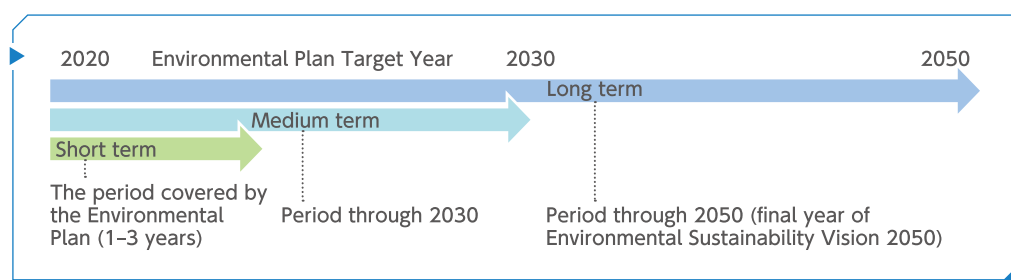 2020 Environmental Plan Target Year 2030 2050
Long term
Medium term
Short term
The period covered by
the Environmental
Plan (1–3 years)
Period through 2030
Period through 2050 (final year of
Environmental Sustainability Vision 2050)